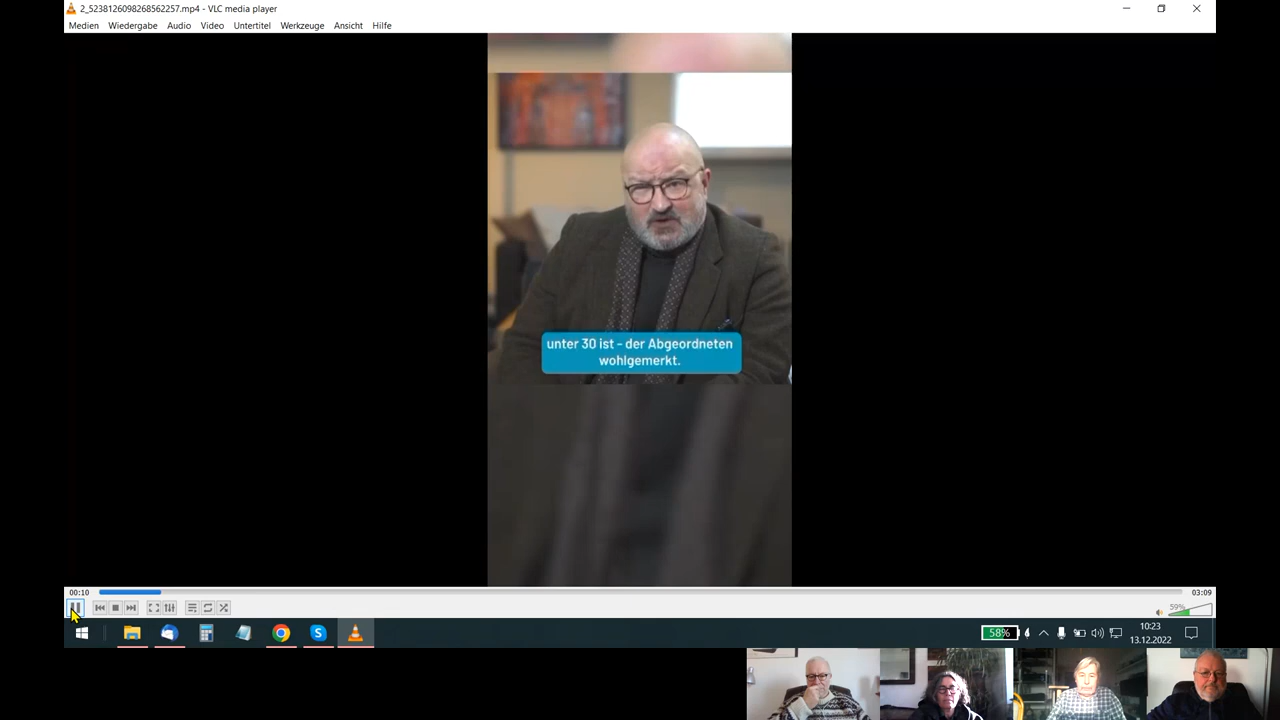 2_5238126098268562257.mp4 - VLC media player
Medien Wiedergabe Audio Video Untertitel Werkzeuge Ansicht Hilfe
unter 30 ist - der Abgeordneten
wohlgemerkt.
00:10 03:09
59%
58%
10:23
13.12.2022